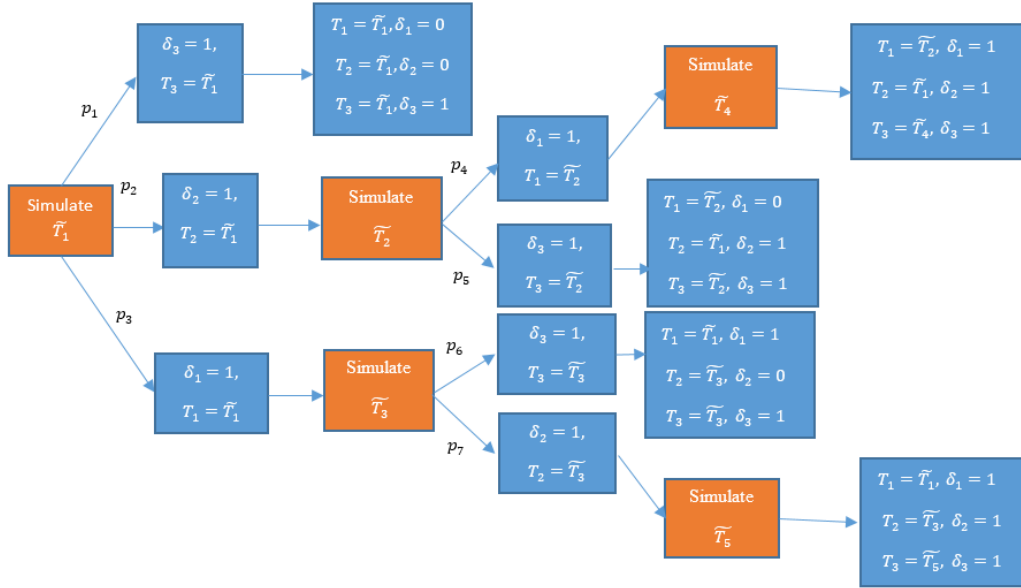 Simulate
T̃₁
p₁
δ₃ = 1,
T₃ = T̃₁
T₁ = T̃₁, δ₁ = 0
T₂ = T̃₁, δ₂ = 0
T₃ = T̃₁, δ₃ = 1
p₂
δ₂ = 1,
T₂ = T̃₁
Simulate
T̃₂
p₄
δ₁ = 1,
T₁ = T̃₂
Simulate
T̃₄
T₁ = T̃₂, δ₁ = 1
T₂ = T̃₁, δ₂ = 1
T₃ = T̃₄, δ₃ = 1
p₅
δ₃ = 1,
T₃ = T̃₂
T₁ = T̃₂, δ₁ = 0
T₂ = T̃₁, δ₂ = 1
T₃ = T̃₂, δ₃ = 1
p₃
δ₁ = 1,
T₁ = T̃₁
Simulate
T̃₃
p₆
δ₃ = 1,
T₃ = T̃₃
T₁ = T̃₁, δ₁ = 1
T₂ = T̃₃, δ₂ = 0
T₃ = T̃₃, δ₃ = 1
p₇
δ₂ = 1,
T₂ = T̃₃
Simulate
T̃₅
T₁ = T̃₁, δ₁ = 1
T₂ = T̃₃, δ₂ = 1
T₃ = T̃₅, δ₃ = 1